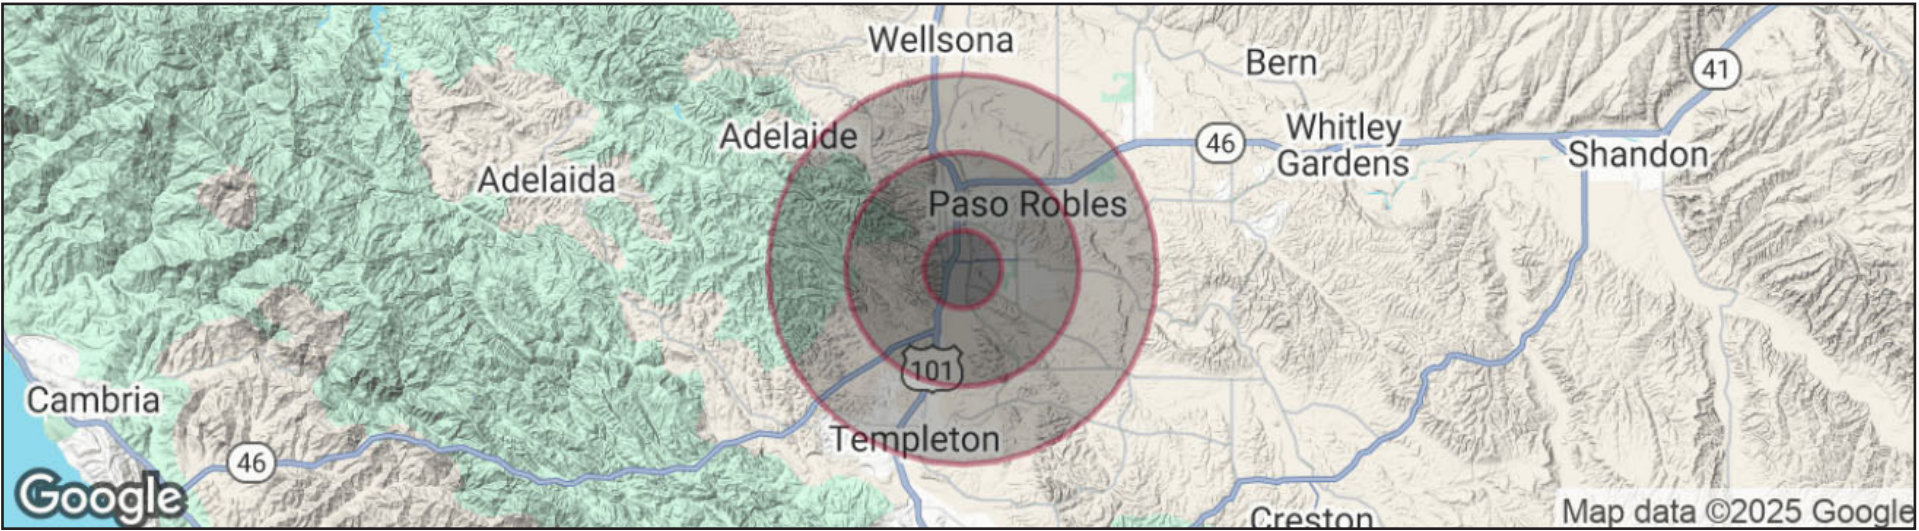 Wellsona
Bern
41
Adelaide
46
Whitley
Gardens
Shandon
Adelaida
Paso Robles
101
Cambria
Templeton
46
Google
Creston
Map data ©2025 Google